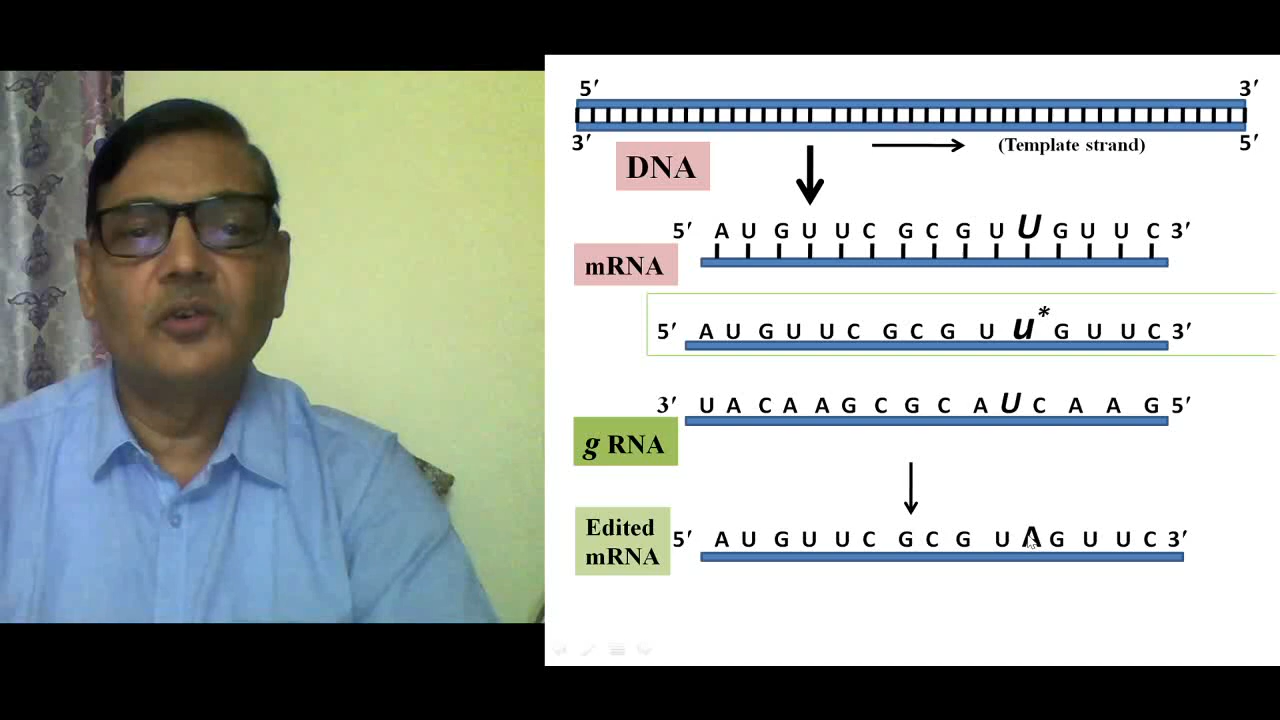 5′ 3′
3′ 5′
(Template strand)
DNA
5′ A U G U U C G C G U U G U U C 3′
mRNA
5′ A U G U U C G C G U u* G U U C 3′
3′ U A C A A G C G C A U C A A G 5′
g RNA
Edited
mRNA
5′ A U G U U C G C G U A G U U C 3′